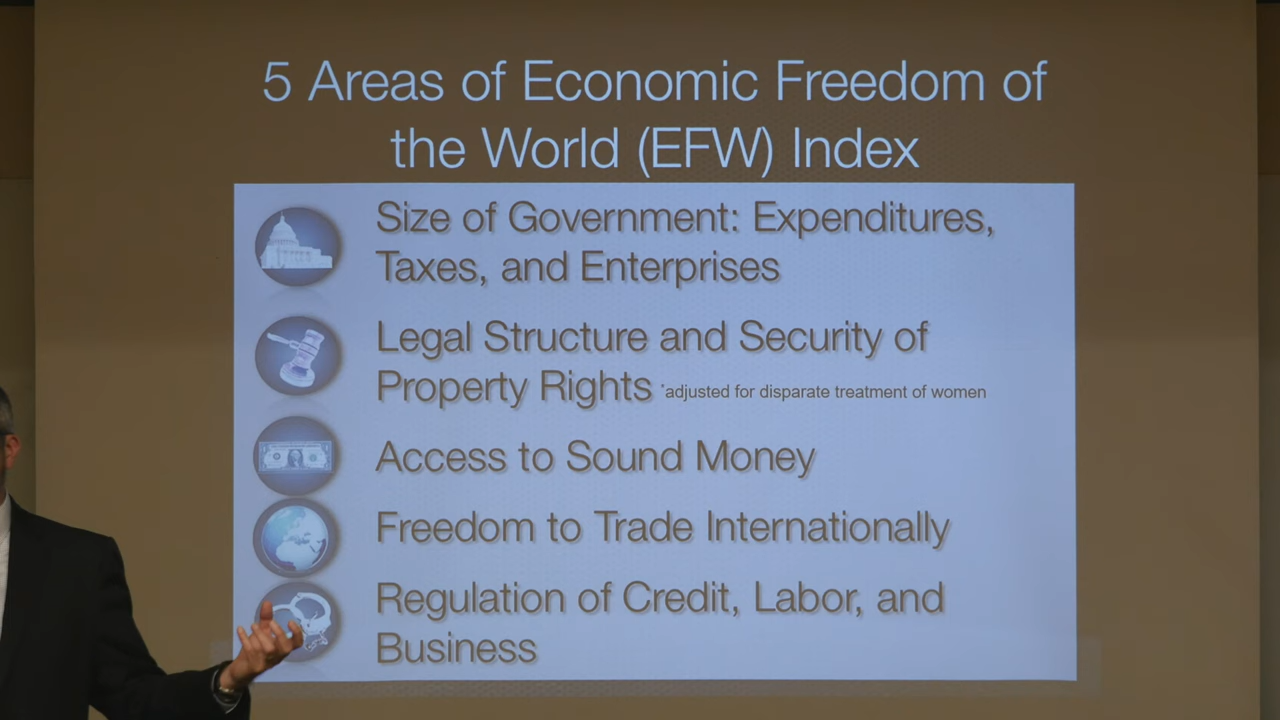 5 Areas of Economic Freedom of
the World (EFW) Index
Size of Government: Expenditures,
Taxes, and Enterprises
Legal Structure and Security of
Property Rights *adjusted for disparate treatment of women
Access to Sound Money
Freedom to Trade Internationally
Regulation of Credit, Labor, and
Business